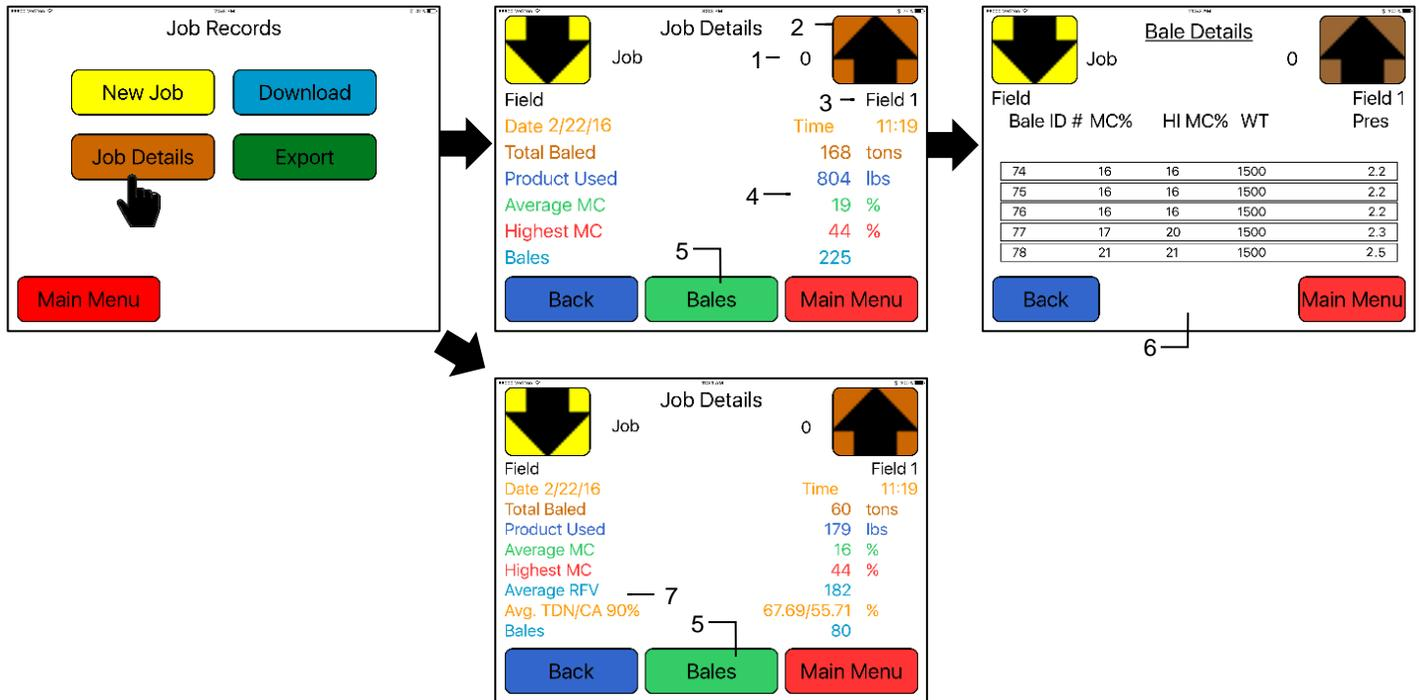 Job Records
New Job
Download
Job Details
Export
Main Menu
Job Details
2
Job
1
0
Field
3
Field 1
Date 2/22/16 Time 11:19
Total Baled 168 tons
Product Used 804 lbs
4
Average MC 19 %
Highest MC 44 %
5
Bales 225
Back Bales Main Menu
Bale Details
Job 0
Field Field 1
Bale ID # MC% HI MC% WT Pres
74 16 16 1500 2.2
75 16 16 1500 2.2
76 16 16 1500 2.2
77 17 20 1500 2.3
78 21 21 1500 2.5
Back Main Menu
6
Job Details
Job 0
Field Field 1
Date 2/22/16 Time 11:19
Total Baled 60 tons
Product Used 179 lbs
Average MC 16 %
Highest MC 44 %
Average RFV 182
7
Avg. TDN/CA 90% 67.69/55.71 %
5
Bales 80
Back Bales Main Menu